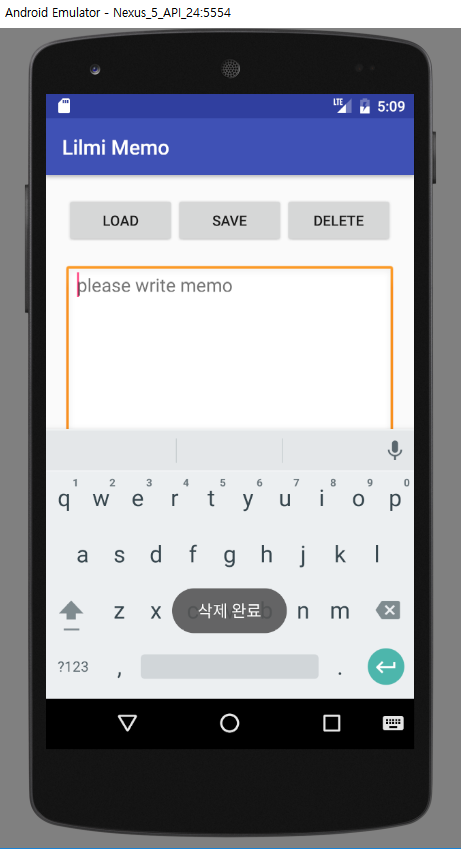 Android Emulator - Nexus_5_API_24:5554
LTE 5:09
Lilmi Memo
LOAD SAVE DELETE
please write memo
1 2 3 4 5 6 7 8 9 0
q w e r t y u i o p
a s d f g h j k l
z x b n m
삭제 완료
?123 , .